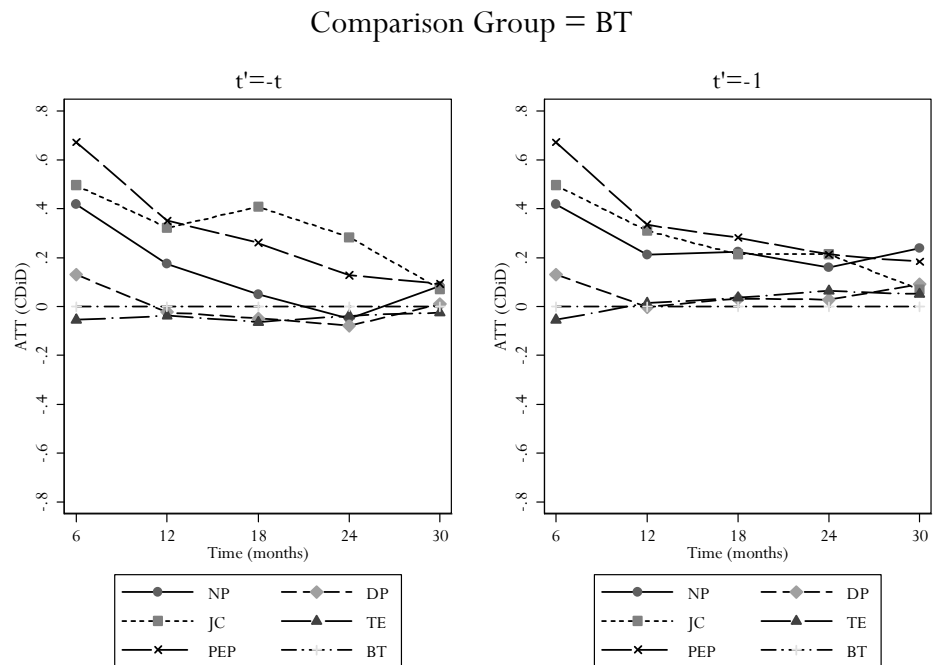 Comparison Group = BT
t'=-t
ATT (CDiD)
.8
.6
.4
.2
0
-.2
-.4
-.6
-.8
6 12 18 24 30
Time (months)
NP DP
JC TE
PEP BT
t'=-1
ATT (CDiD)
.8
.6
.4
.2
0
-.2
-.4
-.6
-.8
6 12 18 24 30
Time (months)
NP DP
JC TE
PEP BT